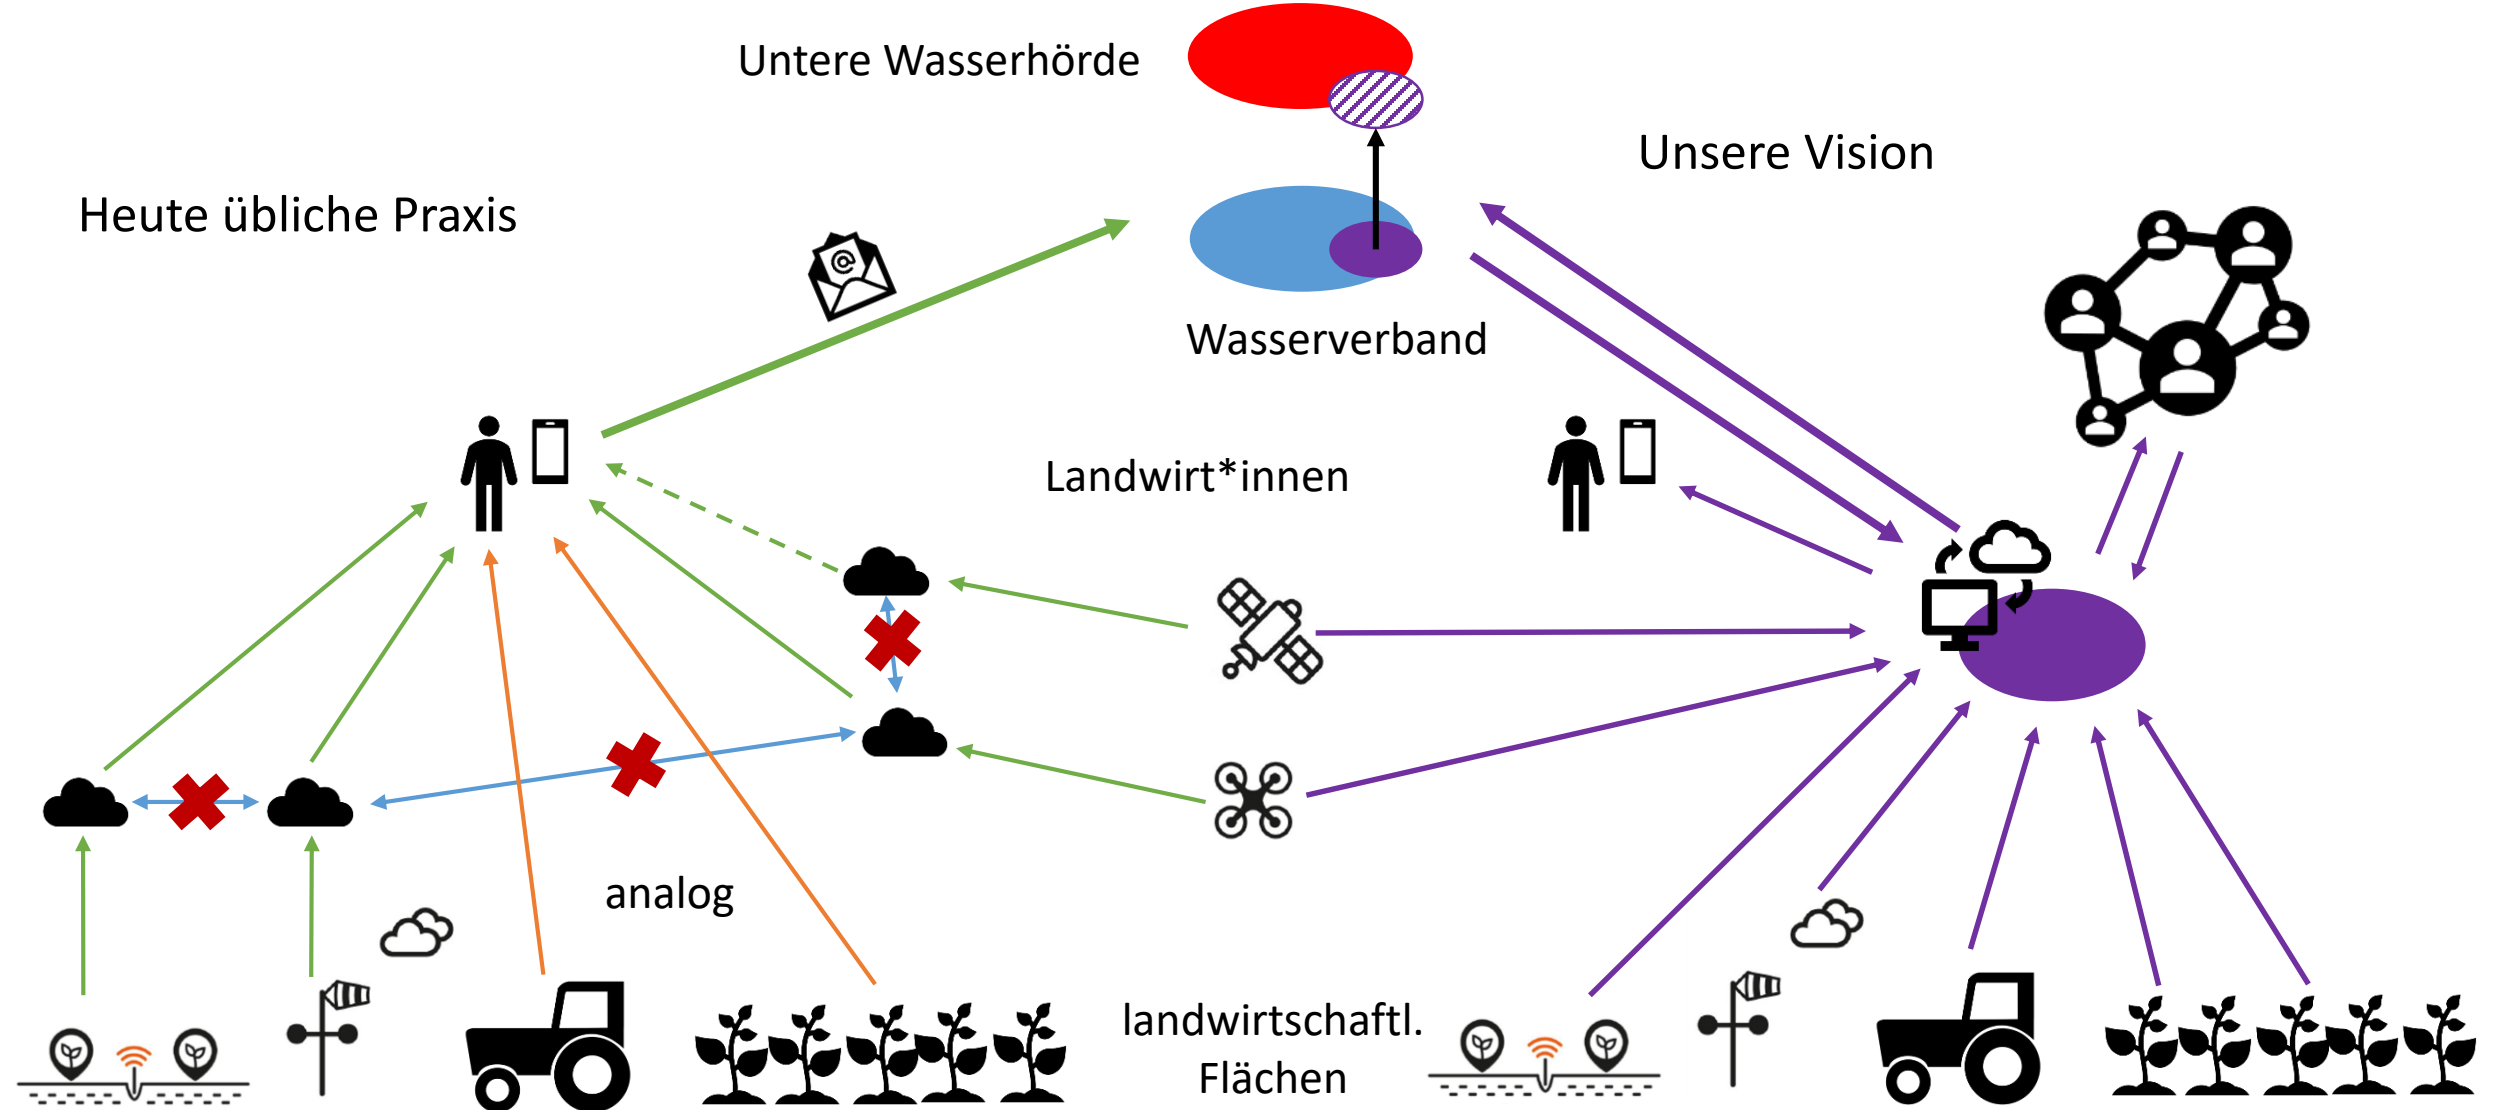 Untere Wasserhörde
Unsere Vision
Heute übliche Praxis
@
Wasserverband
Landwirt*innen
analog
landwirtschaftl.
Flächen